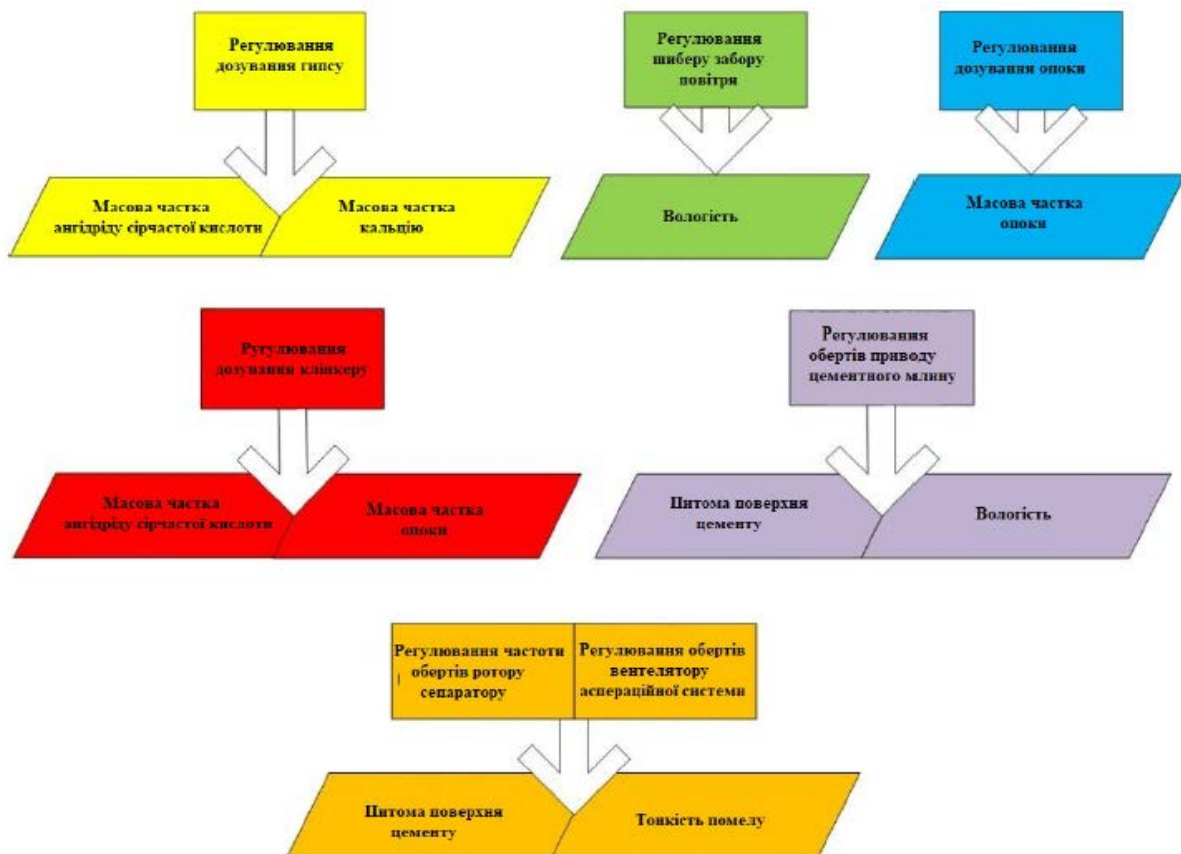 Регулювання
дозування гипсу
Регулювання
шиберу забору
повітря
Регулювання
дозування опоки
Масова частка
ангідріду сірчастої кислоти
Масова частка
кальцію
Вологість
Масова частка
опоки
Ругулювання
дозування клінкеру
Регулювання
обертів приводу
цементного млину
Масова частка
ангідріду сірчастої кислоти
Масова частка
опоки
Питома поверхня
цементу
Вологість
Регулювання частоти
обертів ротору
сепаратору
Регулювання обертів
вентелятору
аспераційної системи
Питома поверхня
цементу
Тонкість помелу